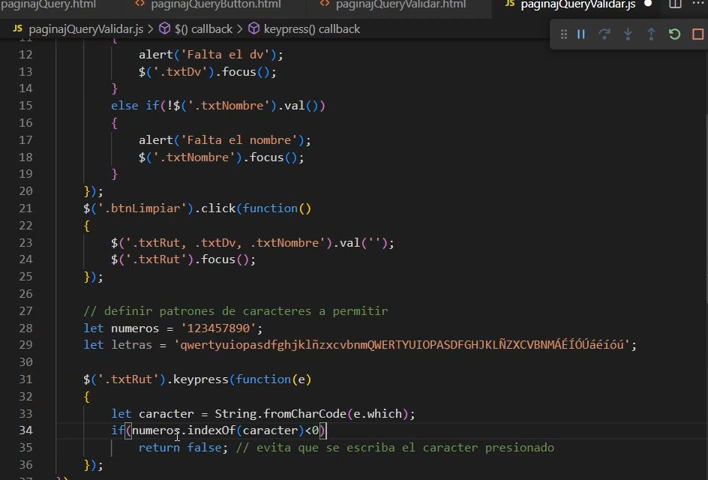 paginajQuery.html paginajQueryButton.html paginajQueryValidar.html JS paginajQueryValidar.js
JS paginajQueryValidar.js > $() callback > keypress() callback
11 {
12 alert('Falta el dv');
13 $('.txtDv').focus();
14 }
15 else if(!$('.txtNombre').val())
16 {
17 alert('Falta el nombre');
18 $('.txtNombre').focus();
19 }
20 });
21 $('.btnLimpiar').click(function()
22 {
23 $('.txtRut, .txtDv, .txtNombre').val('');
24 $('.txtRut').focus();
25 });
26
27 // definir patrones de caracteres a permitir
28 let numeros = '123457890';
29 let letras = 'qwertyuiopasdfghjklñzxcvbnmQWERTYUIOPASDFGHJKLÑZXCVBNMÁÉÍÓÚáéíóú';
30
31 $('.txtRut').keypress(function(e)
32 {
33 let caracter = String.fromCharCode(e.which);
34 if(numeros.indexOf(caracter)<0)
35 return false; // evita que se escriba el caracter presionado
36 });
37 })